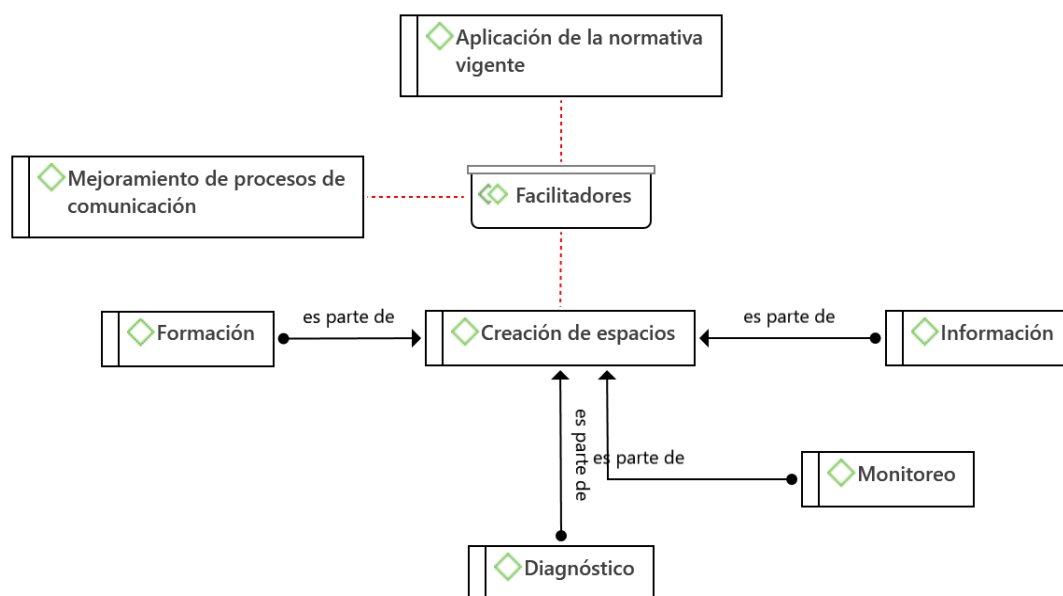 Aplicación de la normativa
vigente
Mejoramiento de procesos de
comunicación
Facilitadores
Formación
es parte de
Creación de espacios
es parte de
Información
es parte de
es parte de
Monitoreo
Diagnóstico